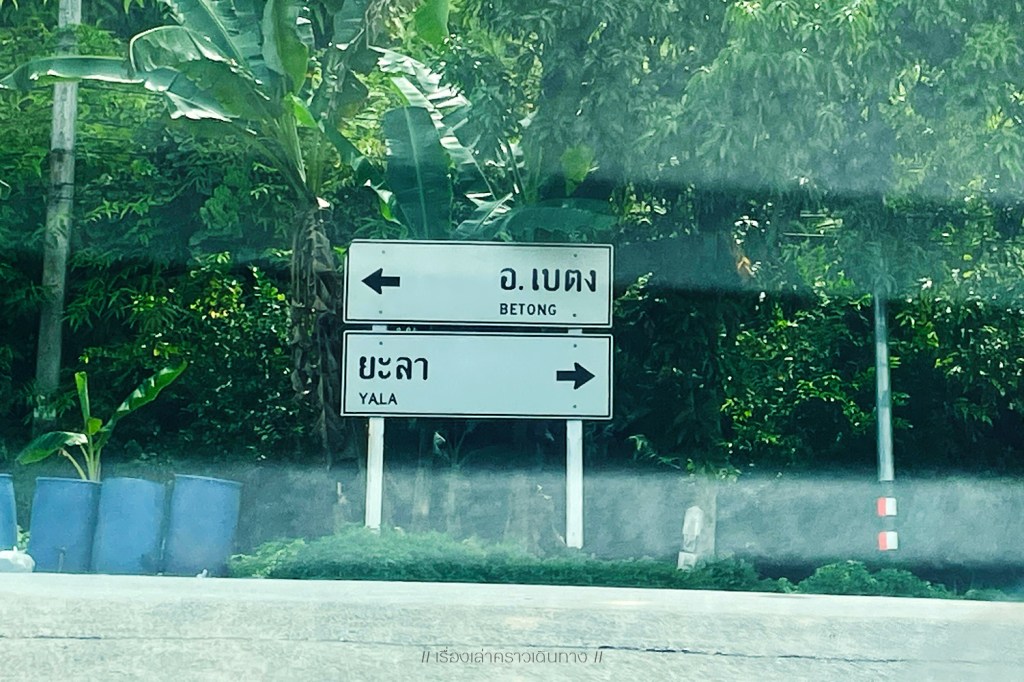 อ.เบตง
BETONG
ยะลา
YALA
// เรื่องเล่าคราวเดินทาง //